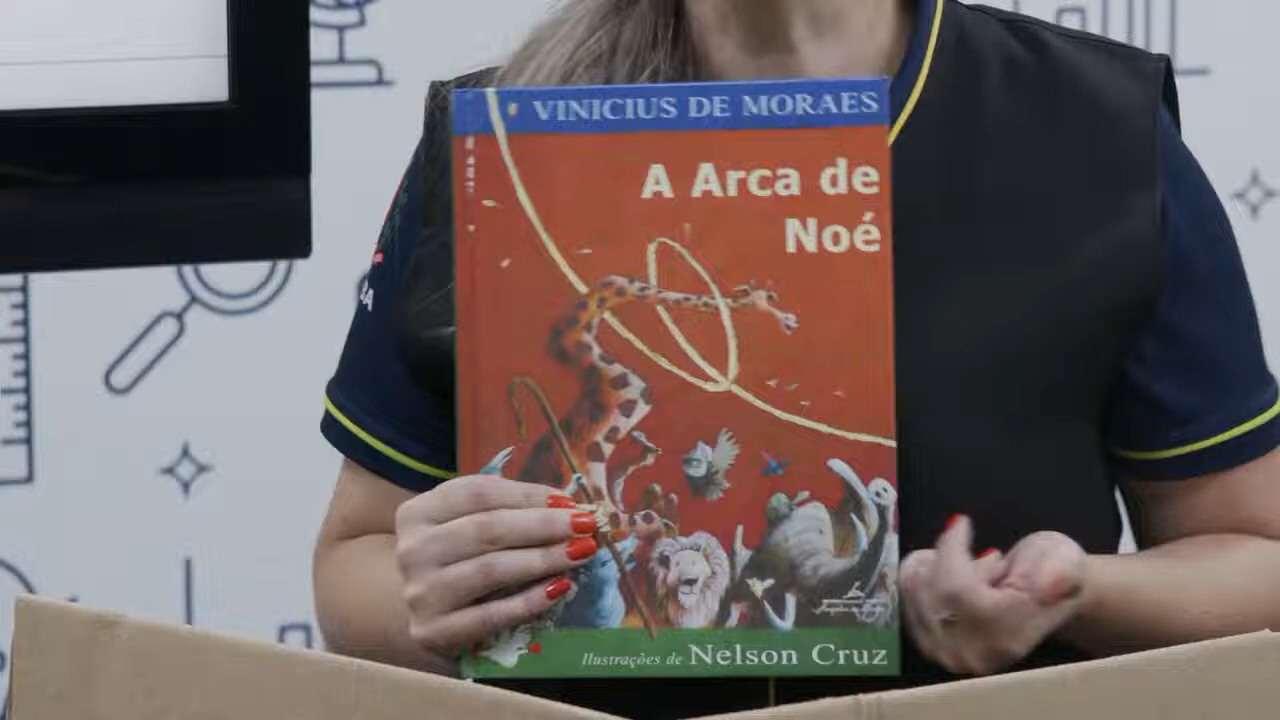 VINICIUS DE MORAES
A Arca de
Noé
Ilustrações de Nelson Cruz